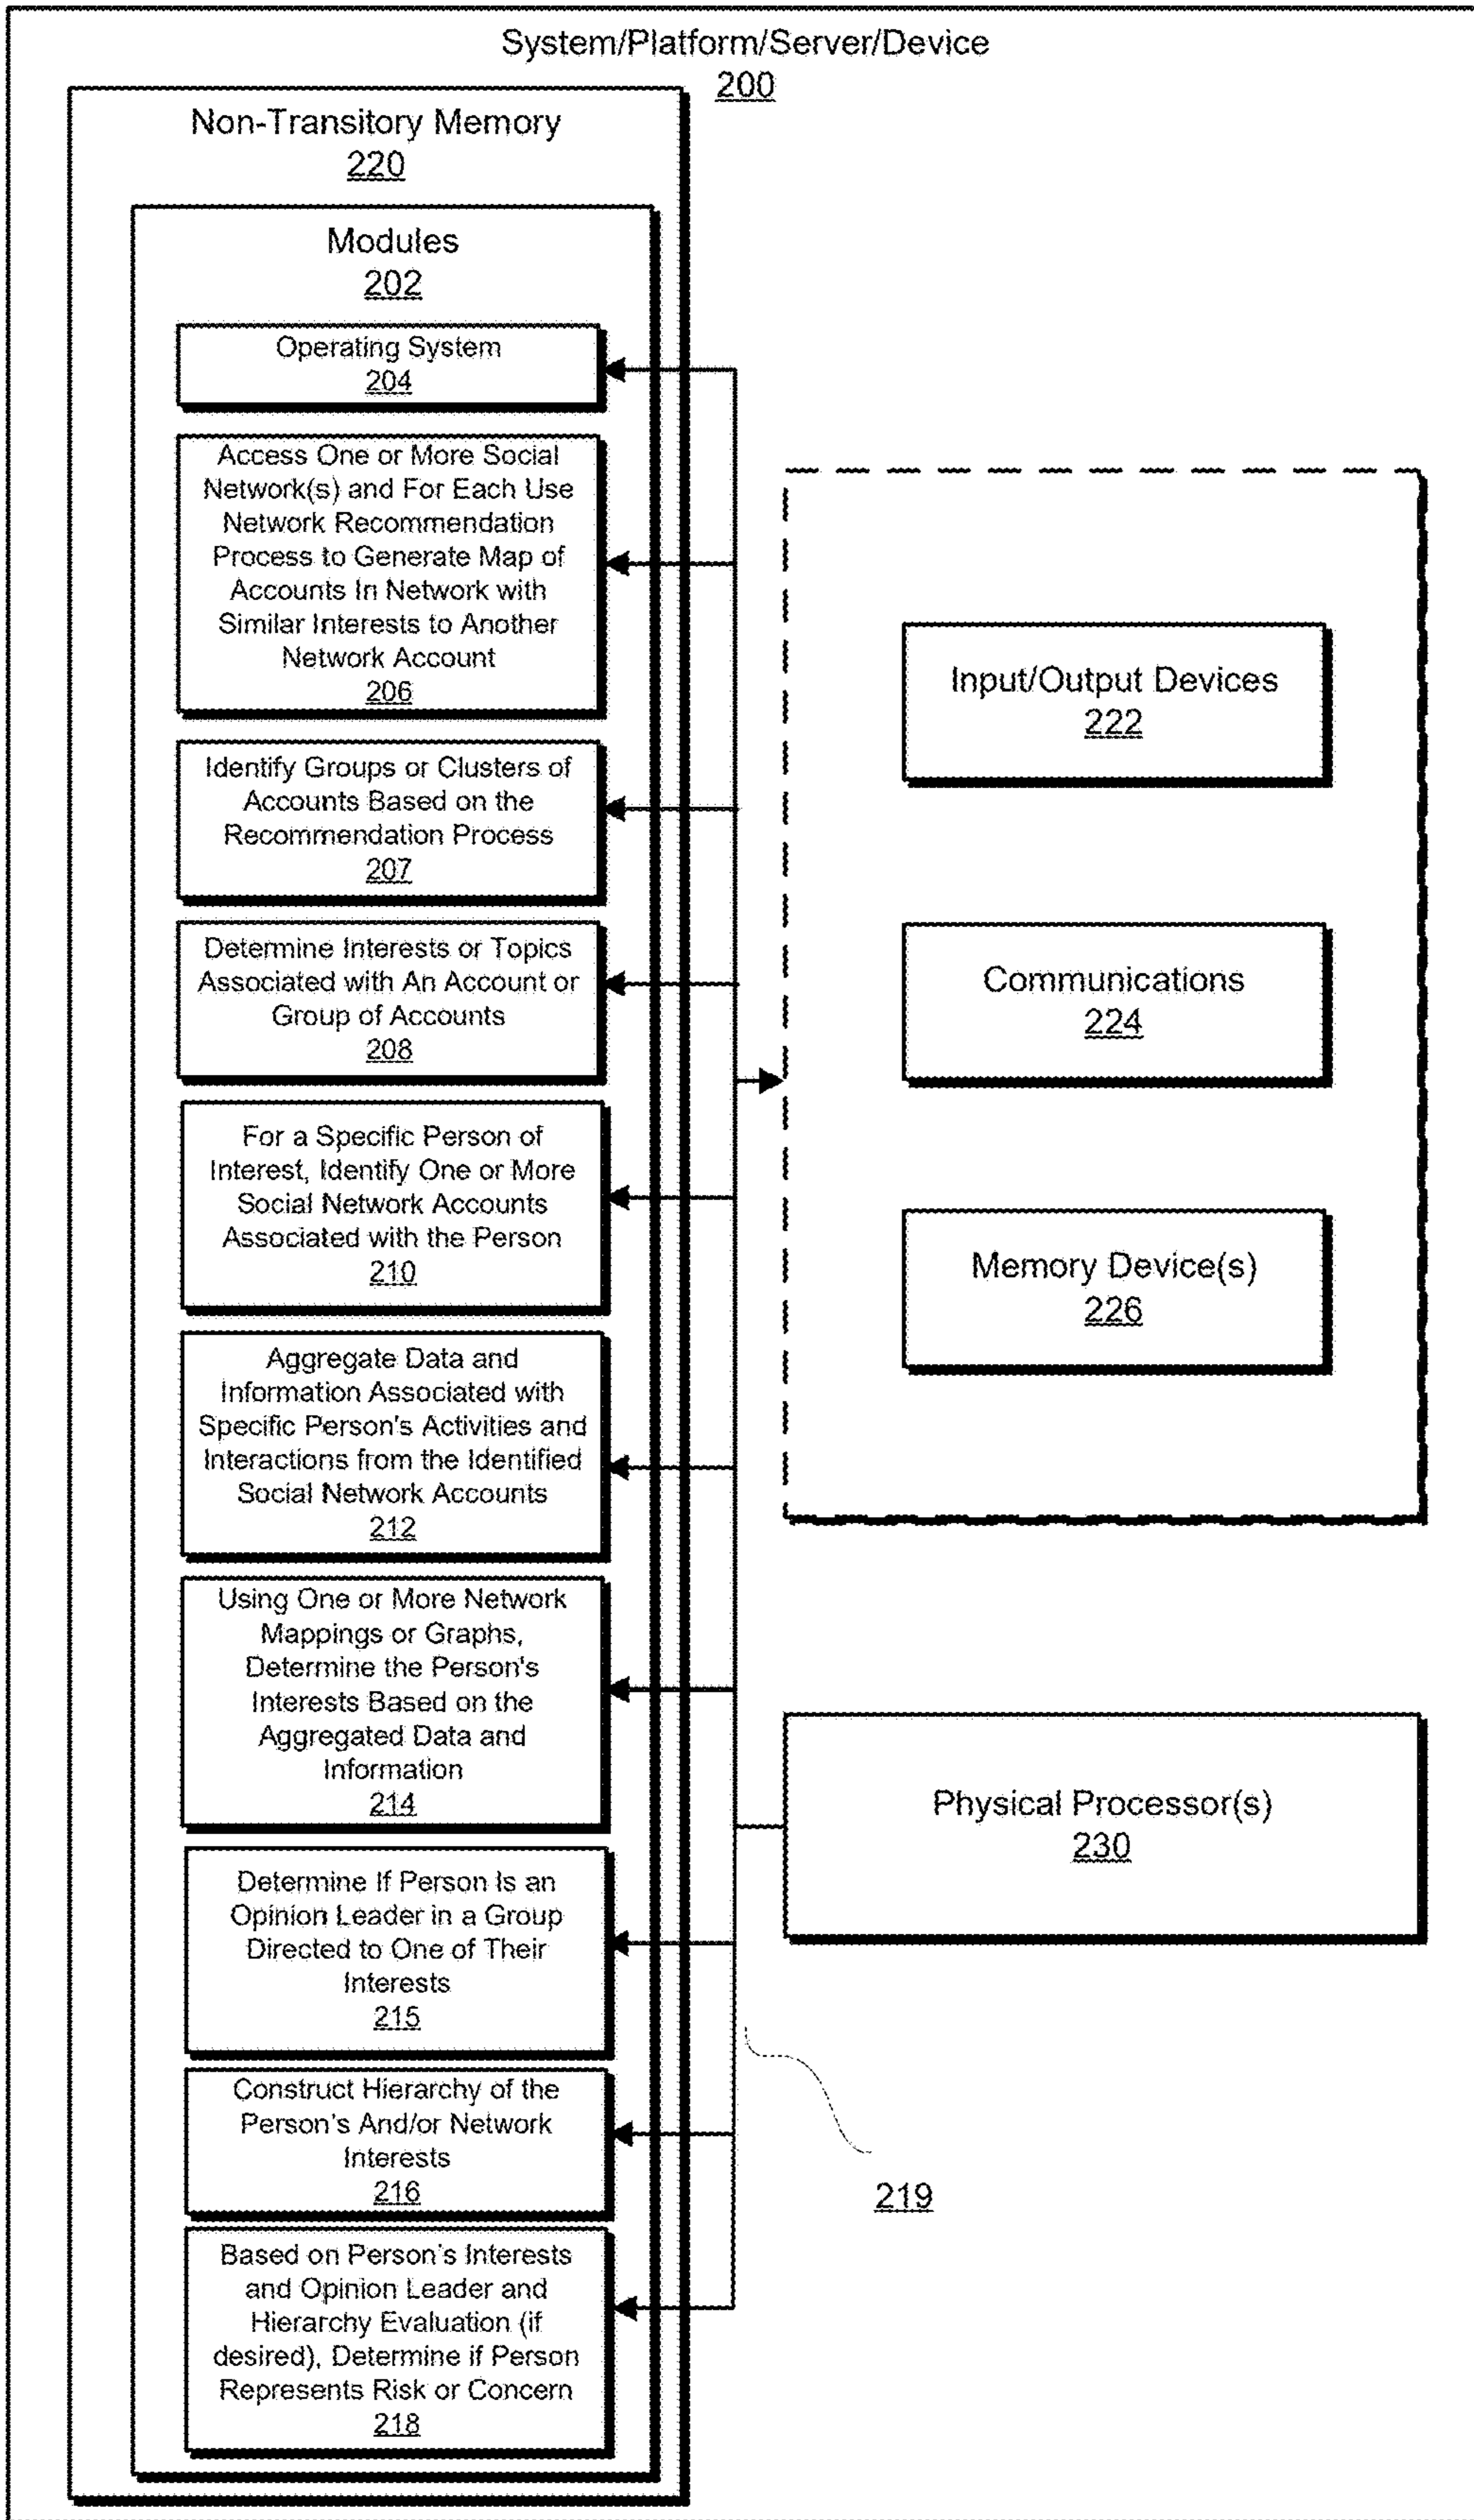 System/Platform/Server/Device
200
Non-Transitory Memory
220
Modules
202
Operating System
204
Access One or More Social
Network(s) and For Each Use
Network Recommendation
Process to Generate Map of
Accounts In Network with
Similar Interests to Another
Network Account
206
Identify Groups or Clusters of
Accounts Based on the
Recommendation Process
207
Determine Interests or Topics
Associated with An Account or
Group of Accounts
208
For a Specific Person of
Interest, Identify One or More
Social Network Accounts
Associated with the Person
210
Aggregate Data and
Information Associated with
Specific Person's Activities and
Interactions from the Identified
Social Network Accounts
212
Using One or More Network
Mappings or Graphs,
Determine the Person's
Interests Based on the
Aggregated Data and
Information
214
Determine If Person Is an
Opinion Leader in a Group
Directed to One of Their
Interests
215
Construct Hierarchy of the
Person's And/or Network
Interests
216
Based on Person's Interests
and Opinion Leader and
Hierarchy Evaluation (if
desired), Determine if Person
Represents Risk or Concern
218
Input/Output Devices
222
Communications
224
Memory Device(s)
226
Physical Processor(s)
230
219